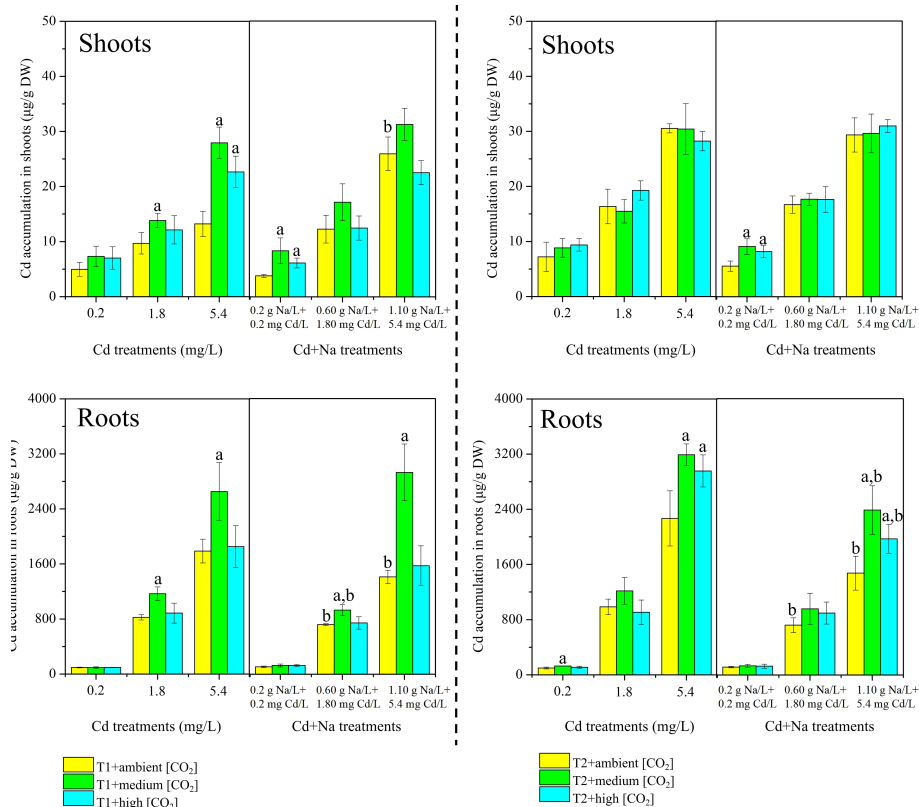 Shoots
Cd accumulation in shoots (μg/g DW)
50
40
30
20
10
0
a
a
a
a
a
b
0.2
1.8
5.4
0.2 g Na/L+
0.2 mg Cd/L
0.60 g Na/L+
1.80 mg Cd/L
1.10 g Na/L+
5.4 mg Cd/L
Cd treatments (mg/L)
Cd+Na treatments
Shoots
Cd accumulation in shoots (μg/g DW)
50
40
30
20
10
0
a
a
0.2
1.8
5.4
0.2 g Na/L+
0.2 mg Cd/L
0.60 g Na/L+
1.80 mg Cd/L
1.10 g Na/L+
5.4 mg Cd/L
Cd treatments (mg/L)
Cd+Na treatments
Roots
Cd accumulation in roots (μg/g DW)
4000
3200
2400
1600
800
0
a
a
b
a,b
b
a
0.2
1.8
5.4
0.2 g Na/L+
0.2 mg Cd/L
0.60 g Na/L+
1.80 mg Cd/L
1.10 g Na/L+
5.4 mg Cd/L
Cd treatments (mg/L)
Cd+Na treatments
Roots
Cd accumulation in roots (μg/g DW)
4000
3200
2400
1600
800
0
a
a
a
b
b
a,b
a,b
0.2
1.8
5.4
0.2 g Na/L+
0.2 mg Cd/L
0.60 g Na/L+
1.80 mg Cd/L
1.10 g Na/L+
5.4 mg Cd/L
Cd treatments (mg/L)
Cd+Na treatments
T1+ambient [CO₂]
T1+medium [CO₂]
T1+high [CO₂]
T2+ambient [CO₂]
T2+medium [CO₂]
T2+high [CO₂]